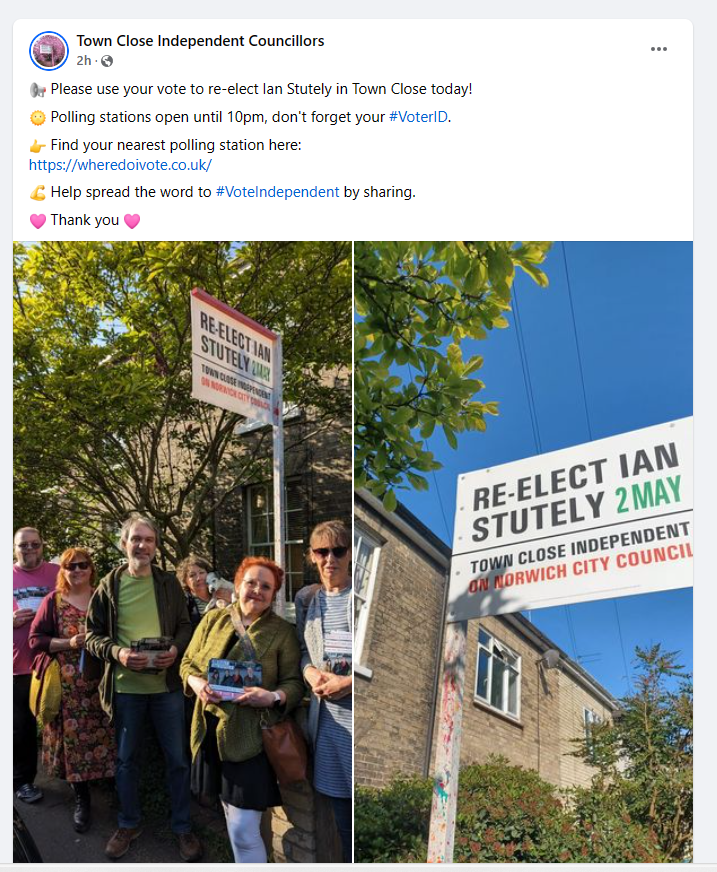 Town Close Independent Councillors
2h ·
Please use your vote to re-elect Ian Stutely in Town Close today!
Polling stations open until 10pm, don't forget your #VoterID.
Find your nearest polling station here:
https://wheredoivote.co.uk/
Help spread the word to #VoteIndependent by sharing.
Thank you
RE-ELECT IAN
STUTELY 2 MAY
TOWN CLOSE INDEPENDENT
ON NORWICH CITY COUNCIL
RE-ELECT IAN
STUTELY 2 MAY
TOWN CLOSE INDEPENDENT
ON NORWICH CITY COUNCIL